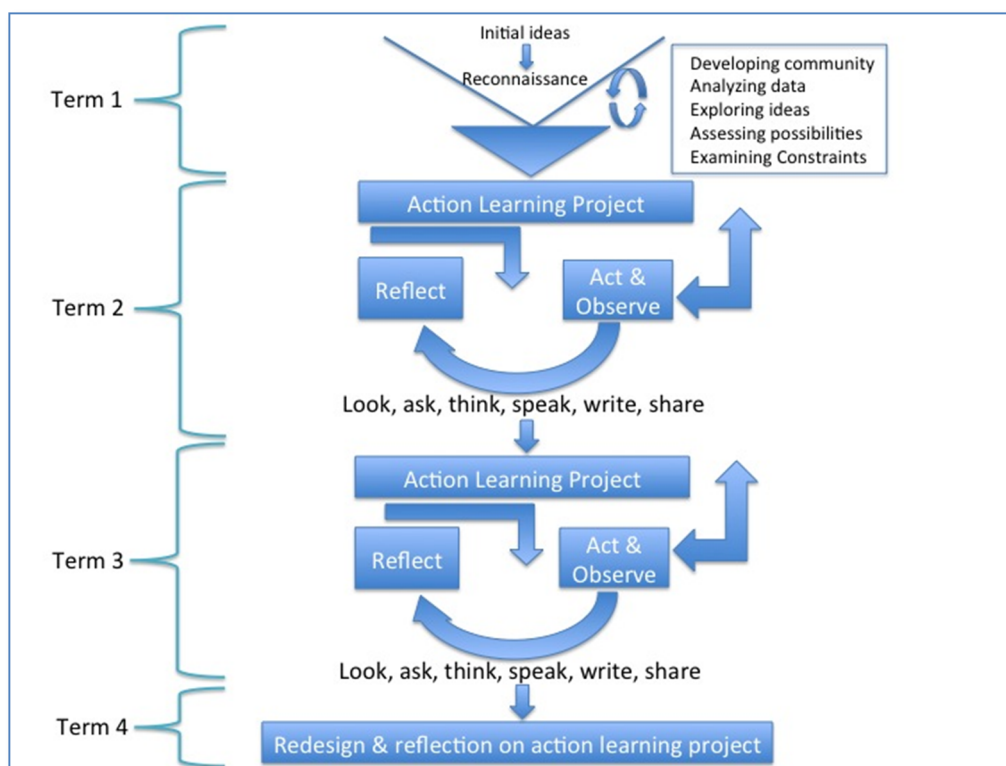 Initial ideas
Reconnaissance
Developing community
Analyzing data
Exploring ideas
Assessing possibilities
Examining Constraints
Term 1
Action Learning Project
Reflect
Act &
Observe
Term 2
Look, ask, think, speak, write, share
Action Learning Project
Reflect
Act &
Observe
Term 3
Look, ask, think, speak, write, share
Term 4
Redesign & reflection on action learning project